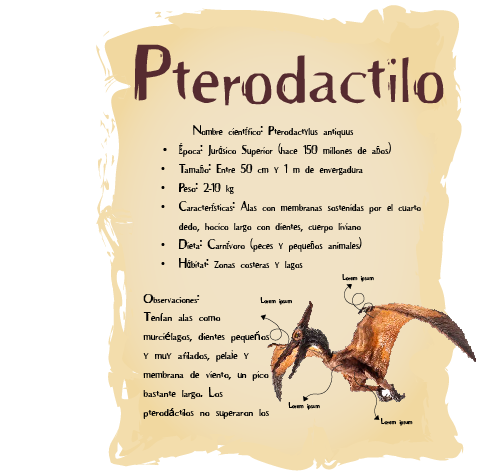 Pterodactilo
Nombre científico: Pterodactylus antiquus
• Época: Jurásico Superior (hace 150 millones de años)
• Tamaño: Entre 50 cm y 1 m de envergadura
• Peso: 2-10 kg
• Características: Alas con membranas sostenidas por el cuarto
dedo, hocico largo con dientes, cuerpo liviano
• Dieta: Carnívoro (peces y pequeños animales)
• Hábitat: Zonas costeras y lagos
Lorem ipsum
Observaciones:
Lorem ipsum
Tenían alas como
murciélagos, dientes pequeños
y muy afilados, pelaje y
membrana de viento, un pico
bastante largo. Los
Lorem ipsum
pterodáctilos no superaron los
Lorem ipsum